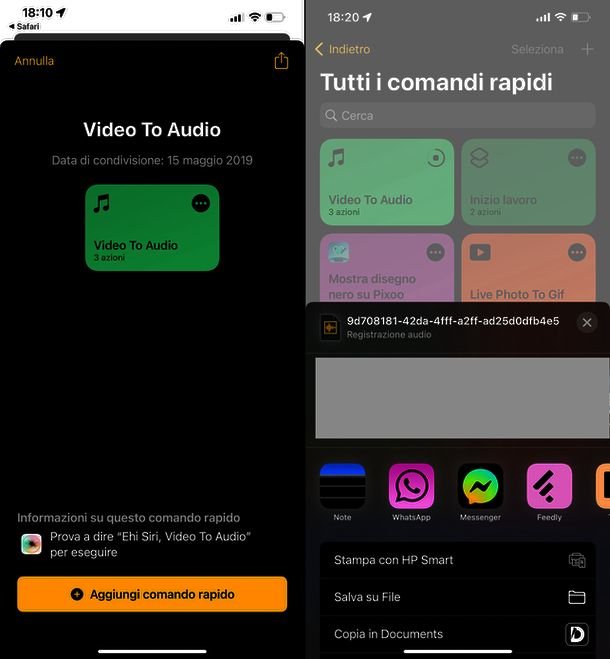 18:10
◀ Safari
Annulla
Video To Audio
Data di condivisione: 15 maggio 2019
Video To Audio
3 azioni
Informazioni su questo comando rapido
Prova a dire “Ehi Siri, Video To Audio”
per eseguire
Aggiungi comando rapido
18:20
Indietro
Seleziona
Tutti i comandi rapidi
Cerca
Video To Audio
3 azioni
Inizio lavoro
2 azioni
Mostra disegno
nero su Pixoo
Live Photo To Gif
9d708181-42da-4fff-a2ff-ad25d0dfb4e5
Registrazione audio
Note
WhatsApp
Messenger
Feedly
Stampa con HP Smart
Salva su File
Copia in Documents